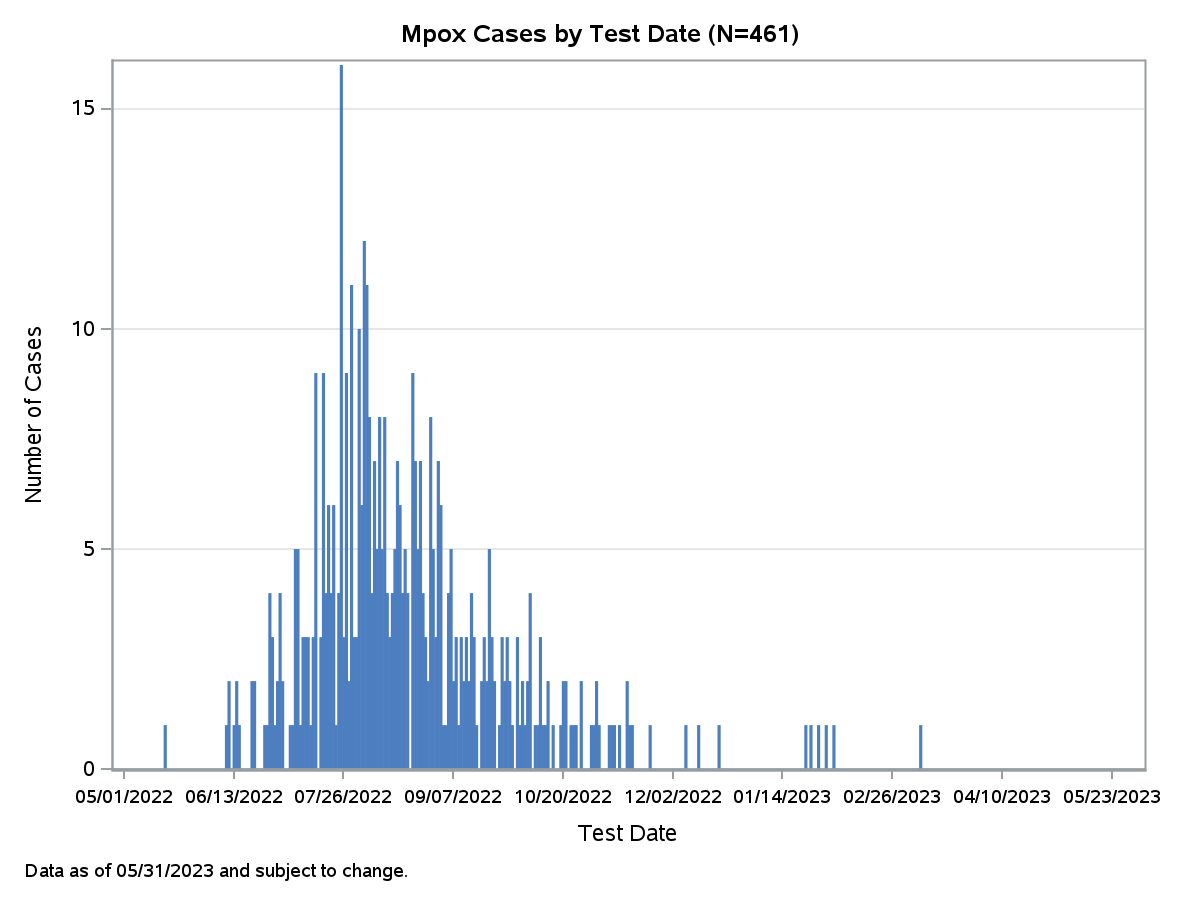 Mpox Cases by Test Date (N=461)
15
10
5
0
Number of Cases
05/01/2022 06/13/2022 07/26/2022 09/07/2022 10/20/2022 12/02/2022 01/14/2023 02/26/2023 04/10/2023 05/23/2023
Test Date
Data as of 05/31/2023 and subject to change.